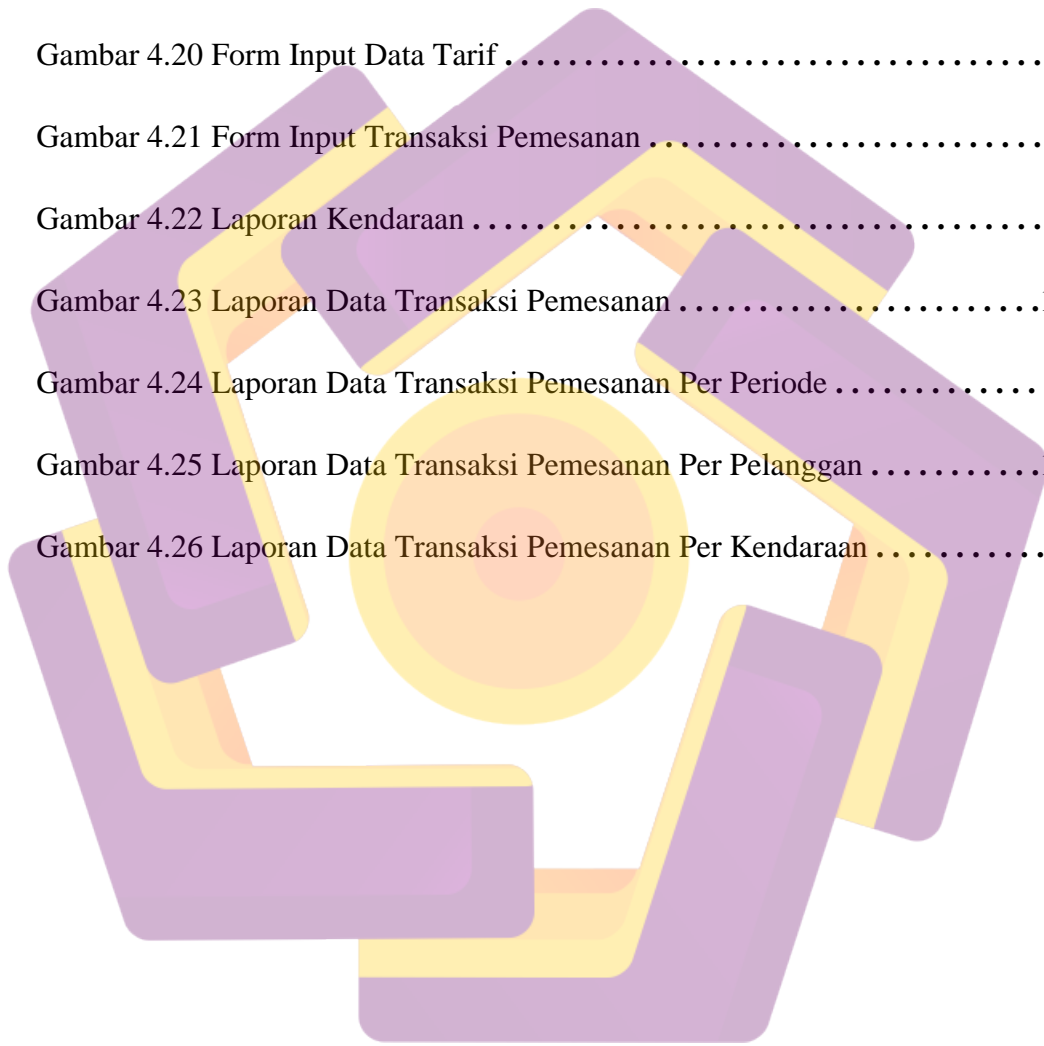 Gambar 4.20 Form Input Data Tarif ..................................
Gambar 4.21 Form Input Transaksi Pemesanan .........................
Gambar 4.22 Laporan Kendaraan ....................................
Gambar 4.23 Laporan Data Transaksi Pemesanan .......................
Gambar 4.24 Laporan Data Transaksi Pemesanan Per Periode .............
Gambar 4.25 Laporan Data Transaksi Pemesanan Per Pelanggan ...........
Gambar 4.26 Laporan Data Transaksi Pemesanan Per Kendaraan ...........